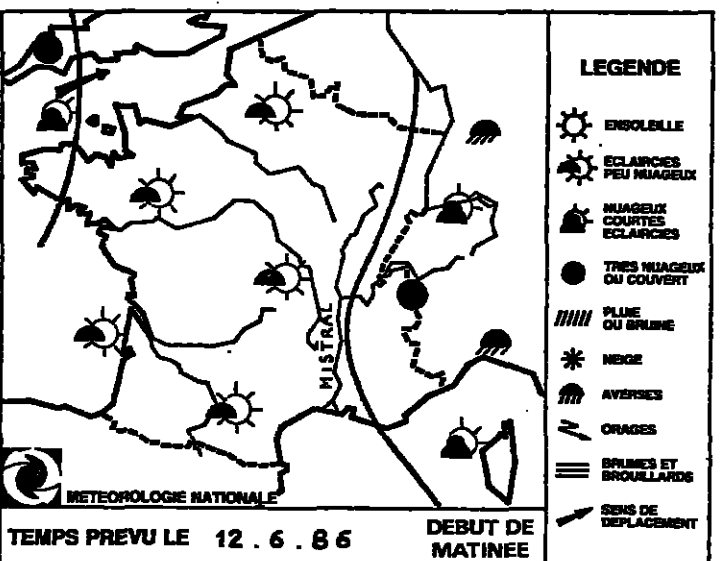 MISTRAL
METEOROLOGIE NATIONALE
TEMPS PREVU LE 12.6.86 DEBUT DE
MATINEE
LEGENDE
ENSOLEILLE
ECLAIRCIES
PEU NUAGEUX
NUAGEUX
COURTES
ECLAIRCIES
TRES NUAGEUX
OU COUVERT
PLUIE
OU BRUINE
NEIGE
AVERSES
ORAGES
BRUMES ET
BROUILLARDS
SENS DE
DEPLACEMENT